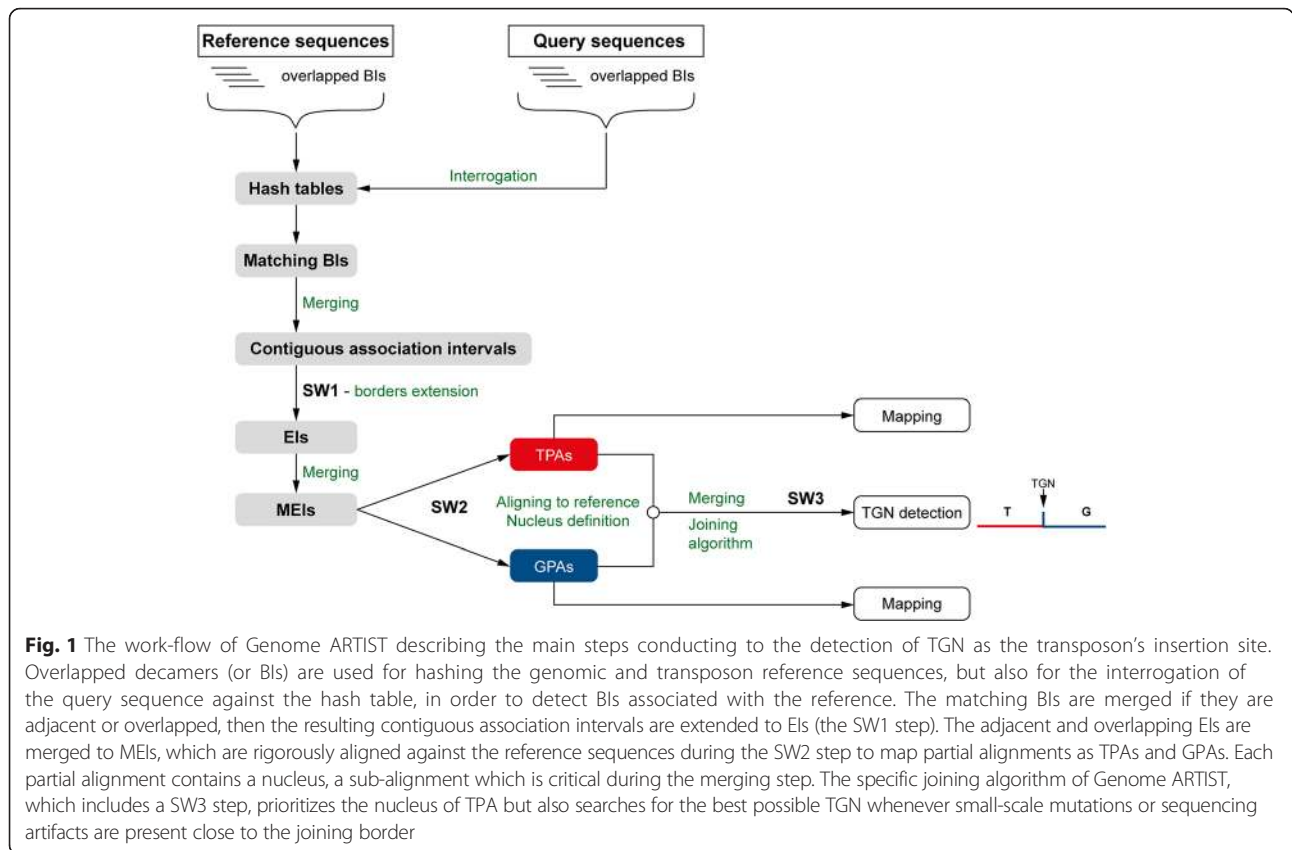 Reference sequences
Query sequences
overlapped BIs
overlapped BIs
Interrogation
Hash tables
Matching BIs
Merging
Contiguous association intervals
SW1 - borders extension
EIs
Merging
MEIs
SW2
TPAs
Aligning to reference
Nucleus definition
GPAs
Merging
Joining
algorithm
SW3
Mapping
TGN detection
Mapping
TGN
T
G
Fig. 1 The work-flow of Genome ARTIST describing the main steps conducting to the detection of TGN as the transposon's insertion site.
Overlapped decamers (or BIs) are used for hashing the genomic and transposon reference sequences, but also for the interrogation of
the query sequence against the hash table, in order to detect BIs associated with the reference. The matching BIs are merged if they are
adjacent or overlapped, then the resulting contiguous association intervals are extended to EIs (the SW1 step). The adjacent and overlapping EIs are
merged to MEIs, which are rigorously aligned against the reference sequences during the SW2 step to map partial alignments as TPAs and GPAs. Each
partial alignment contains a nucleus, a sub-alignment which is critical during the merging step. The specific joining algorithm of Genome ARTIST,
which includes a SW3 step, prioritizes the nucleus of TPA but also searches for the best possible TGN whenever small-scale mutations or sequencing
artifacts are present close to the joining border